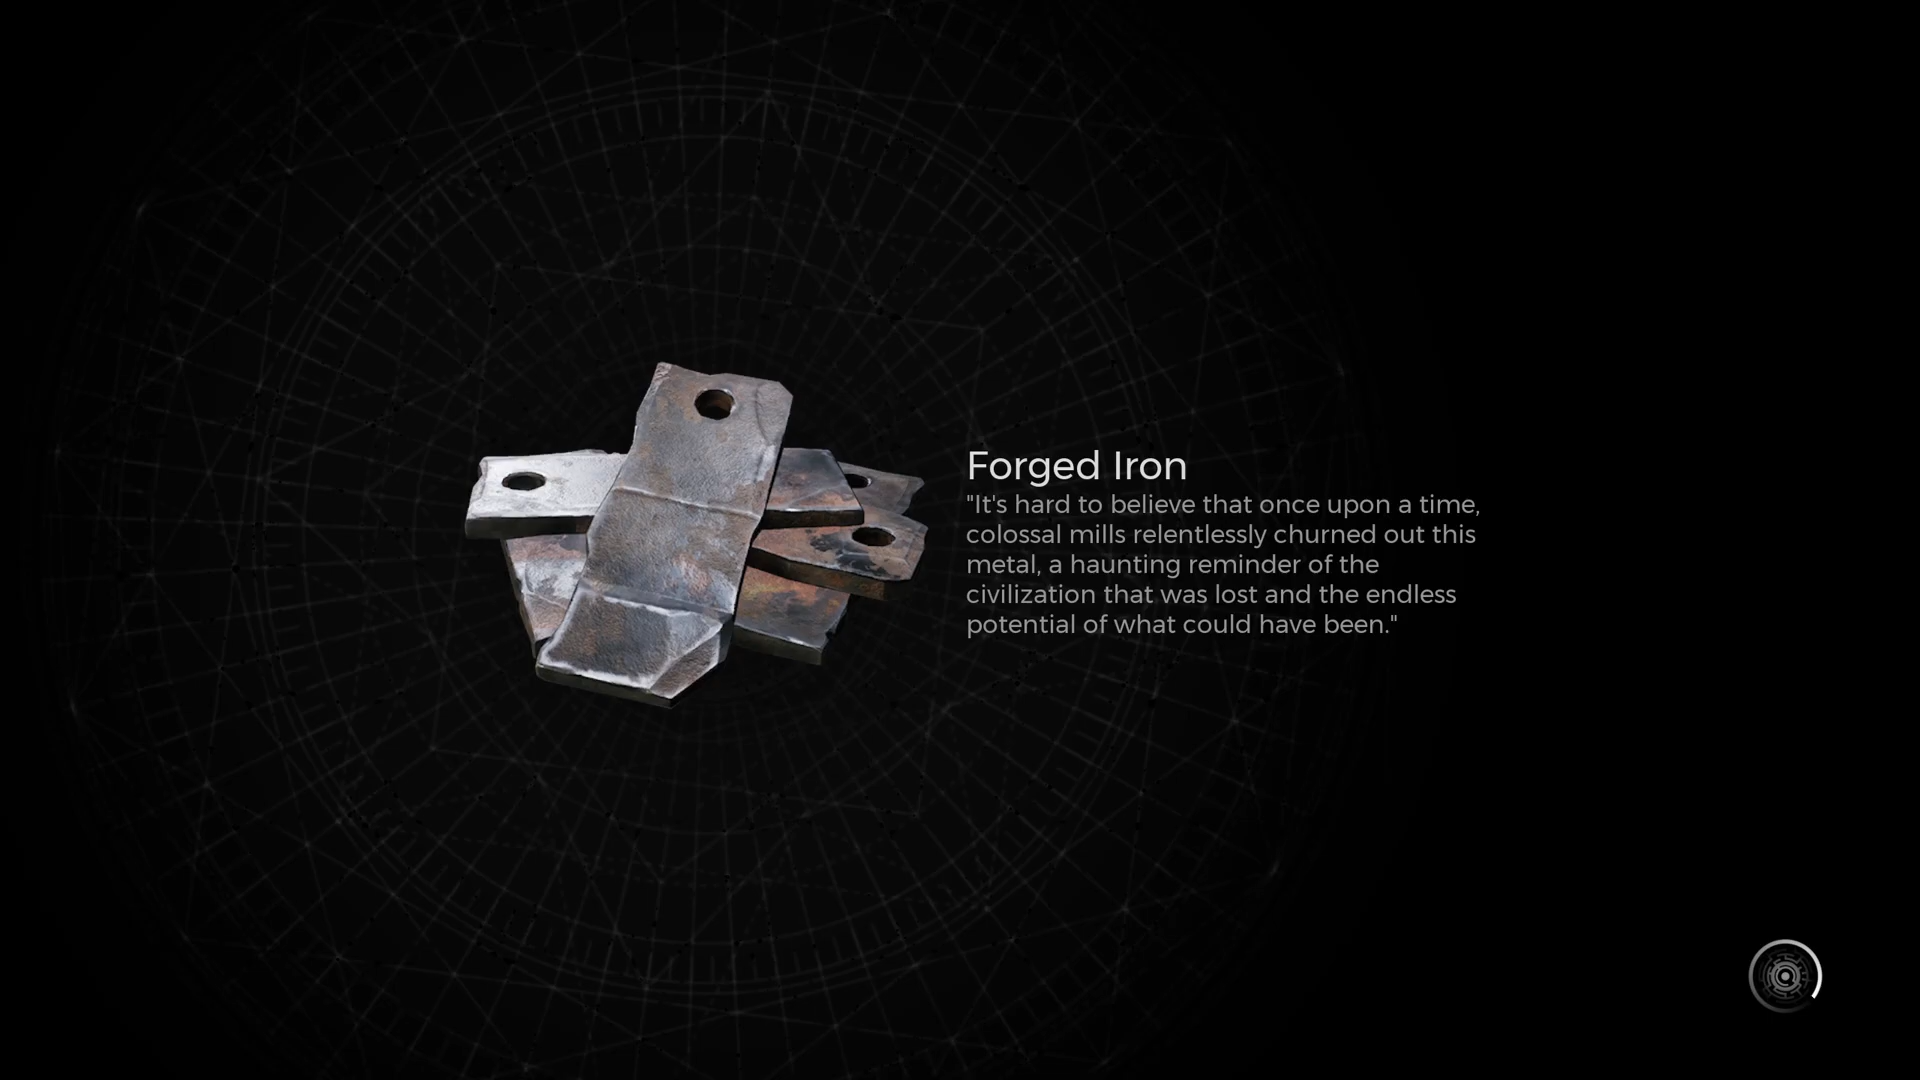 Forged Iron
"It's hard to believe that once upon a time,
colossal mills relentlessly churned out this
metal, a haunting reminder of the
civilization that was lost and the endless
potential of what could have been."